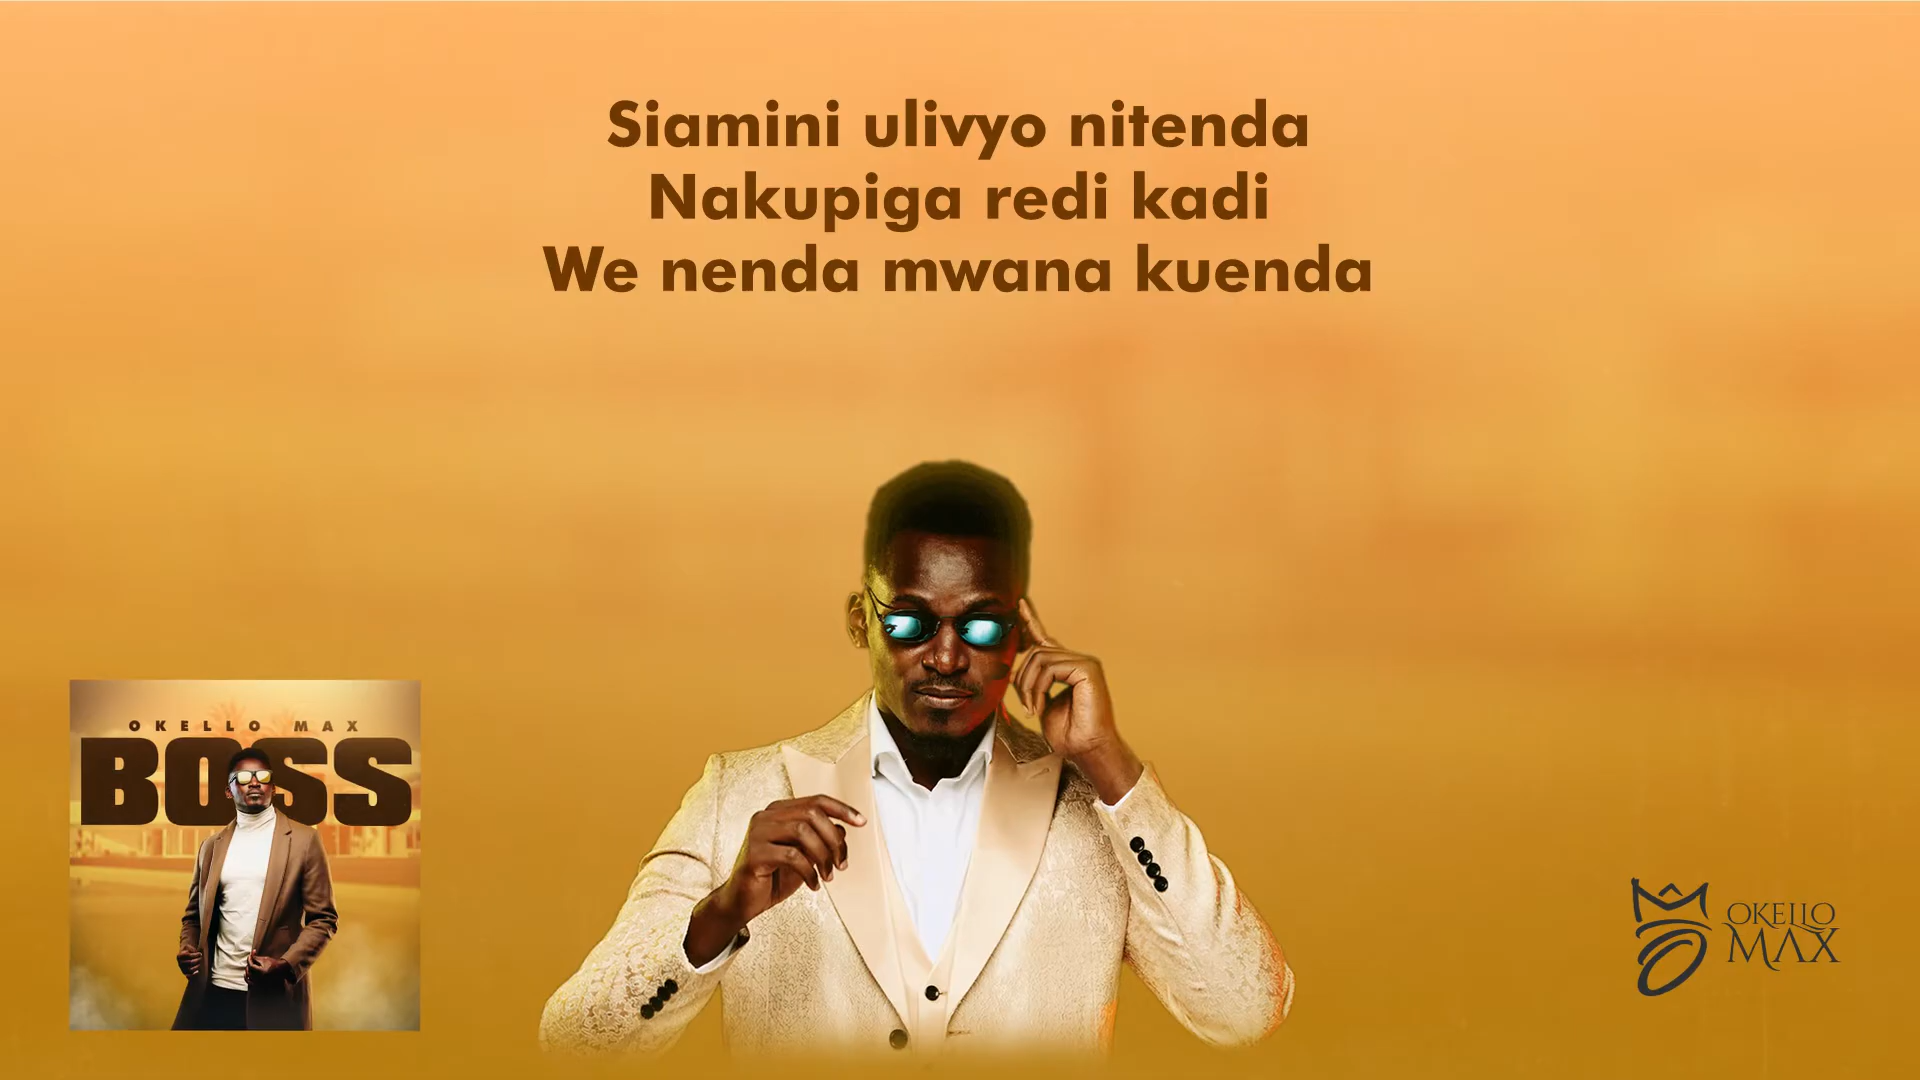 Siamini ulivyo nitenda
Nakupiga redi kadi
We nenda mwana kuenda
OKELLO MAX
BOSS
OKELLO
MAX